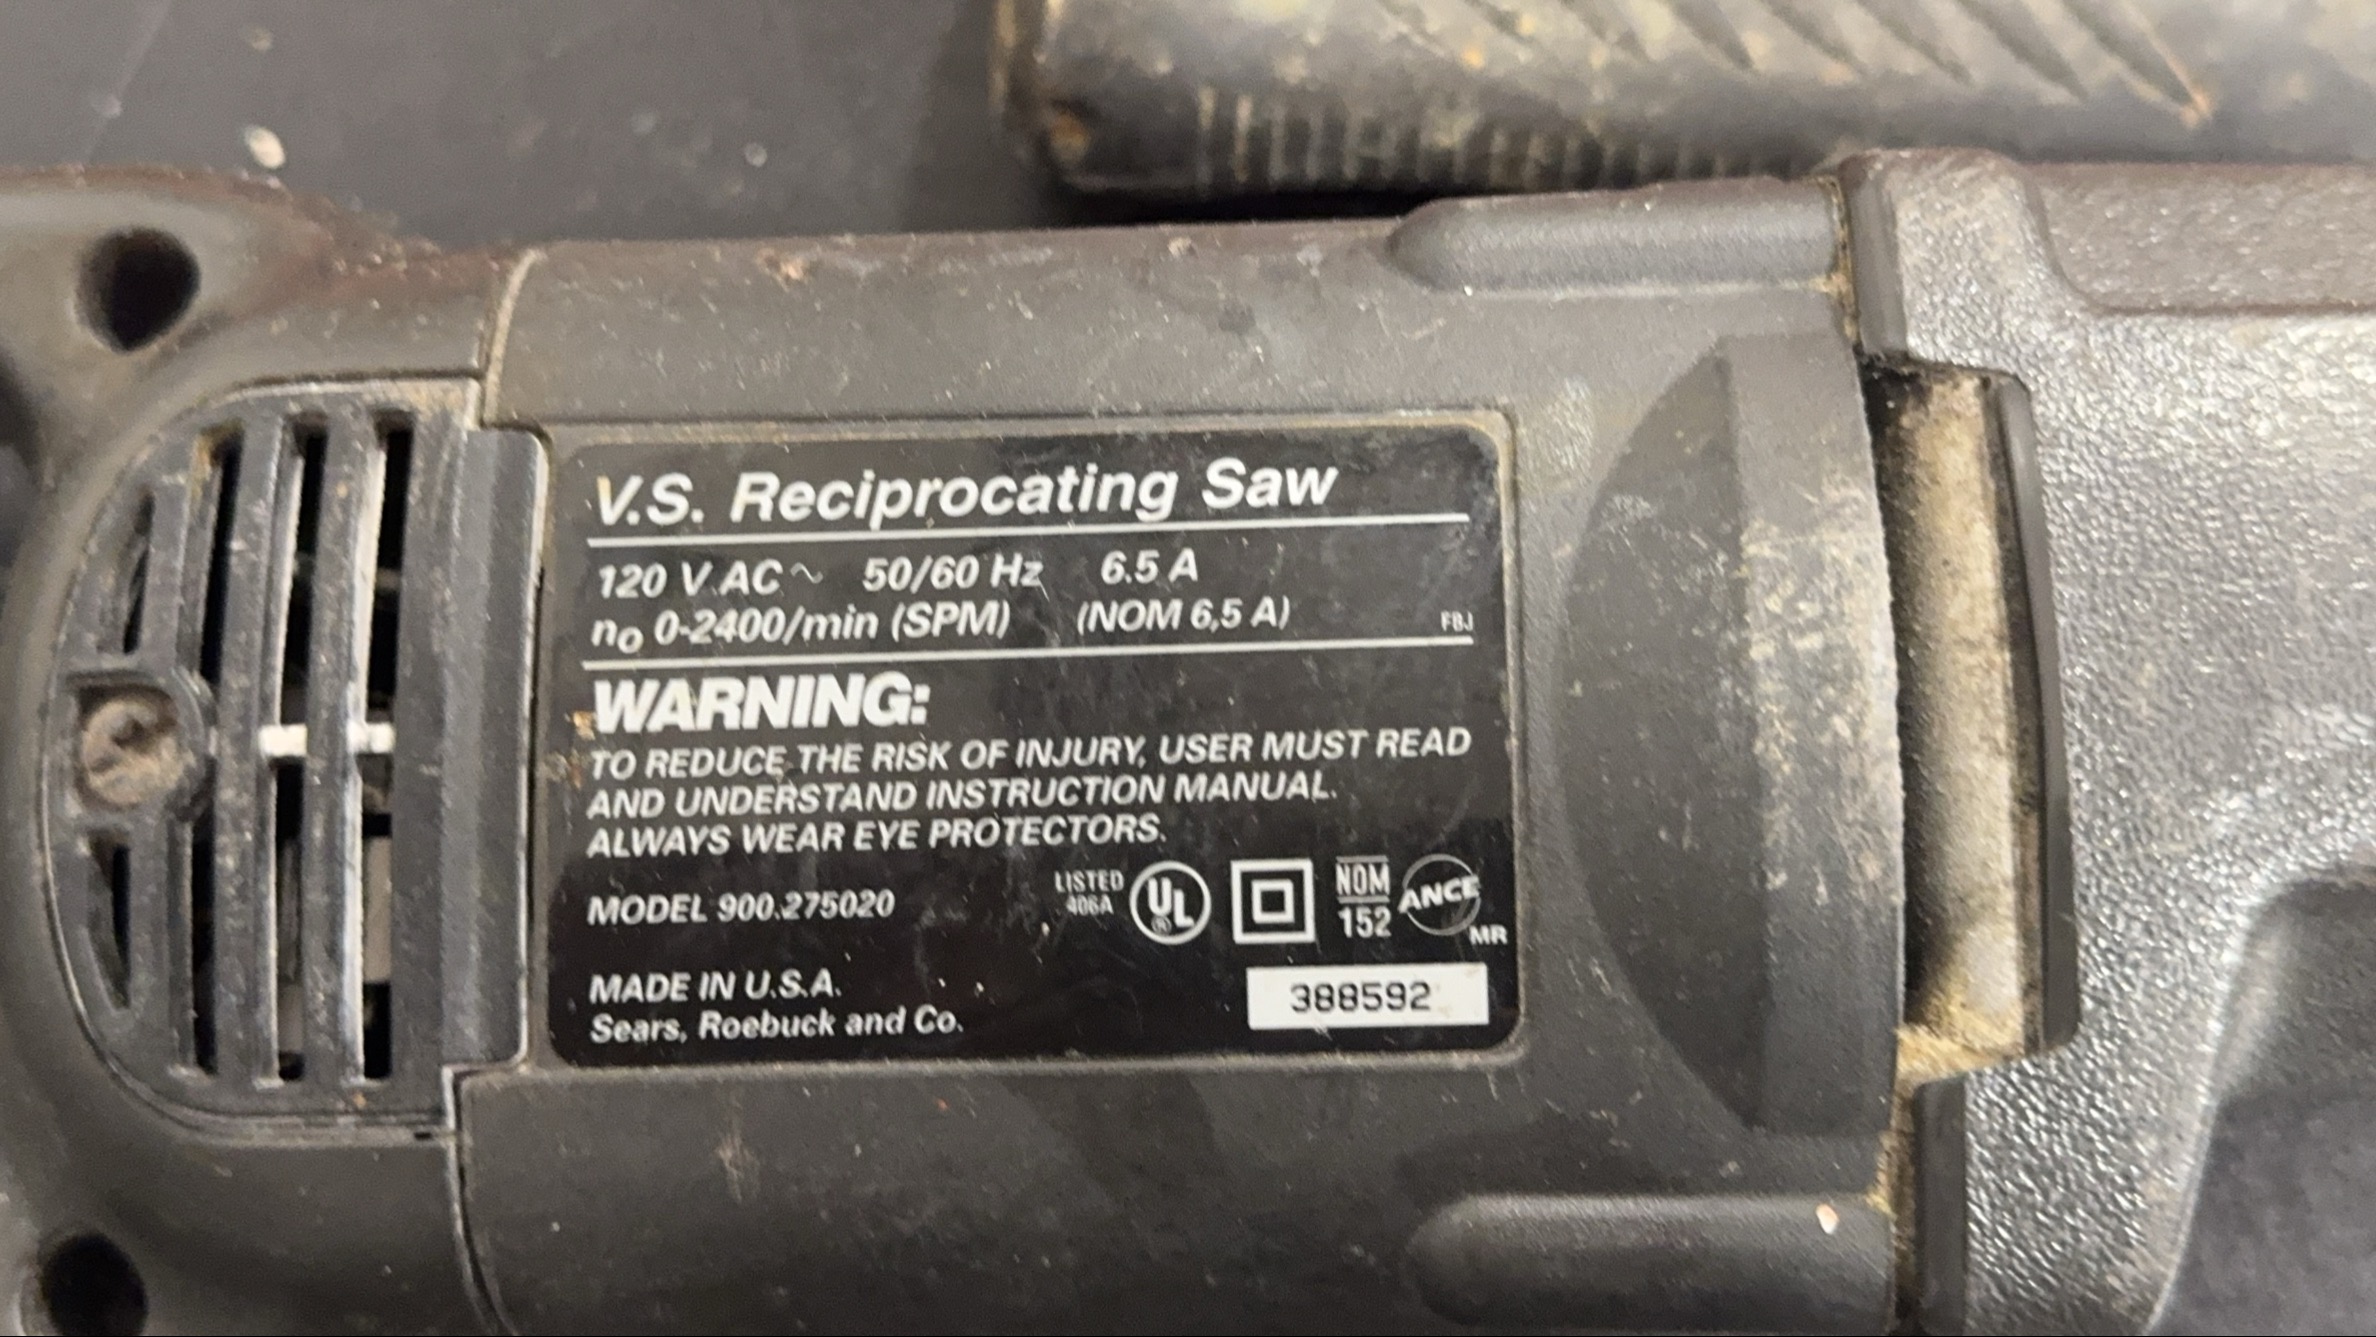 V.S. Reciprocating Saw
120 V AC ~ 50/60 Hz 6.5 A
no 0-2400/min (SPM) (NOM 6,5 A) FBJ
WARNING:
TO REDUCE THE RISK OF INJURY, USER MUST READ
AND UNDERSTAND INSTRUCTION MANUAL.
ALWAYS WEAR EYE PROTECTORS.
MODEL 900.275020
LISTED
406A
UL
®
NOM
152
ANCE
MR
MADE IN U.S.A.
Sears, Roebuck and Co.
388592